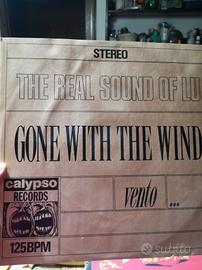 STEREO
THE REAL SOUND OF LU
GONE WITH THE WIND
calypso
RECORDS
vento ...
125BPM
subito